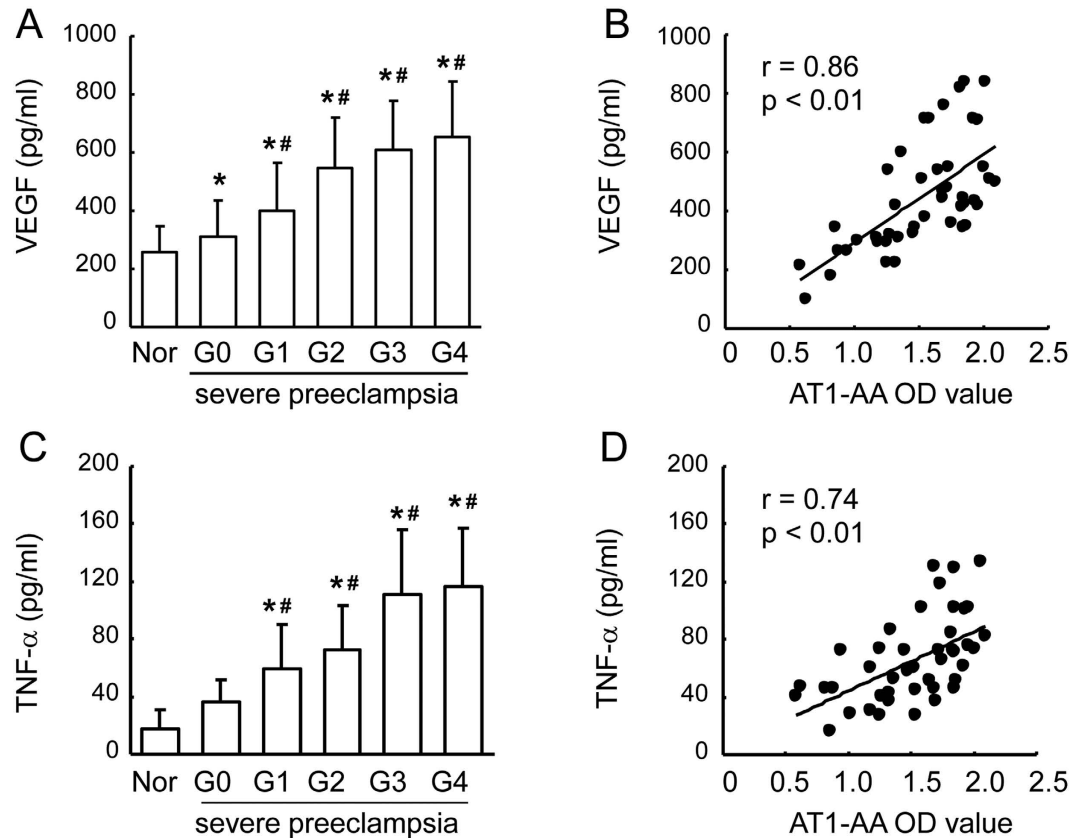 A
VEGF (pg/ml)
1000
800
600
400
200
0
* *# *# *# *#
Nor G0 G1 G2 G3 G4
severe preeclampsia
B
VEGF (pg/ml)
1000
800
600
400
200
0
r = 0.86
p < 0.01
0 0.5 1.0 1.5 2.0 2.5
AT1-AA OD value
C
TNF-α (pg/ml)
200
160
120
80
40
0
*# *# *# *#
Nor G0 G1 G2 G3 G4
severe preeclampsia
D
TNF-α (pg/ml)
200
160
120
80
40
0
r = 0.74
p < 0.01
0 0.5 1.0 1.5 2.0 2.5
AT1-AA OD value